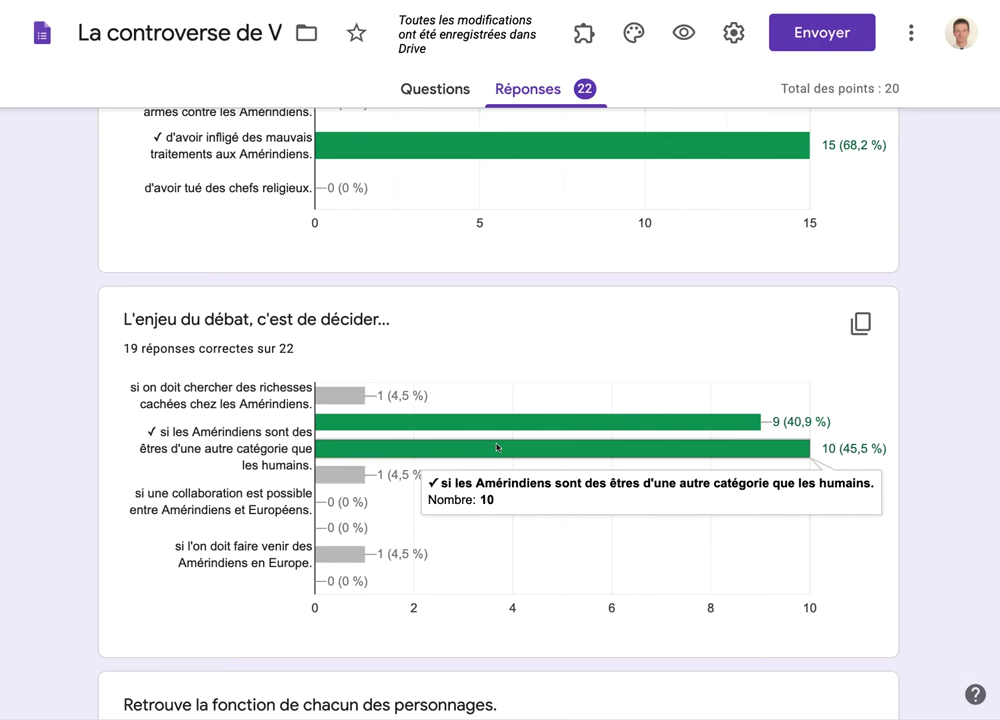 La controverse de V
Toutes les modifications
ont été enregistrées dans
Drive
Envoyer
Questions
Réponses 22
Total des points : 20
armes contre les Amérindiens.
✓ d'avoir infligé des mauvais
traitements aux Amérindiens.
15 (68,2 %)
d'avoir tué des chefs religieux.
0 (0 %)
0 5 10 15
L'enjeu du débat, c'est de décider...
19 réponses correctes sur 22
si on doit chercher des richesses
cachées chez les Amérindiens.
1 (4,5 %)
9 (40,9 %)
✓ si les Amérindiens sont des
êtres d'une autre catégorie que
les humains.
10 (45,5 %)
1 (4,5 %
✓ si les Amérindiens sont des êtres d'une autre catégorie que les humains.
Nombre: 10
si une collaboration est possible
entre Amérindiens et Européens.
0 (0 %)
0 (0 %)
si l'on doit faire venir des
Amérindiens en Europe.
1 (4,5 %)
0 (0 %)
0 2 4 6 8 10
Retrouve la fonction de chacun des personnages.
?